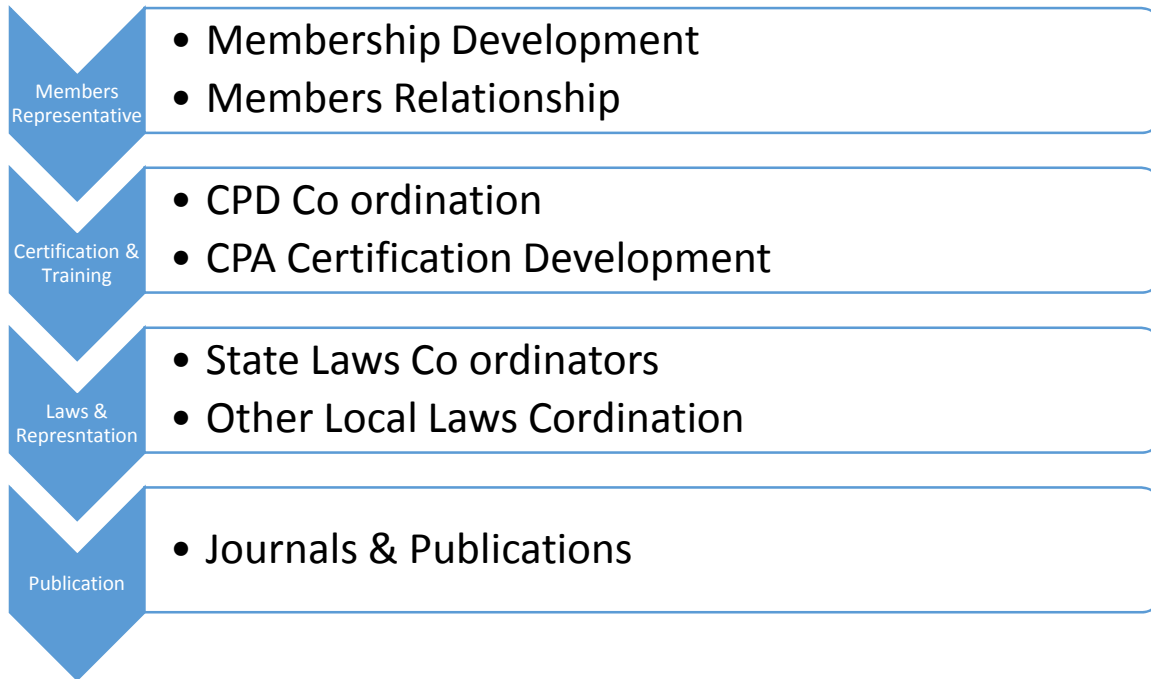 Members
Representative
• Membership Development
• Members Relationship
Certification &
Training
• CPD Co ordination
• CPA Certification Development
Laws &
Represntation
• State Laws Co ordinators
• Other Local Laws Cordination
Publication
• Journals & Publications